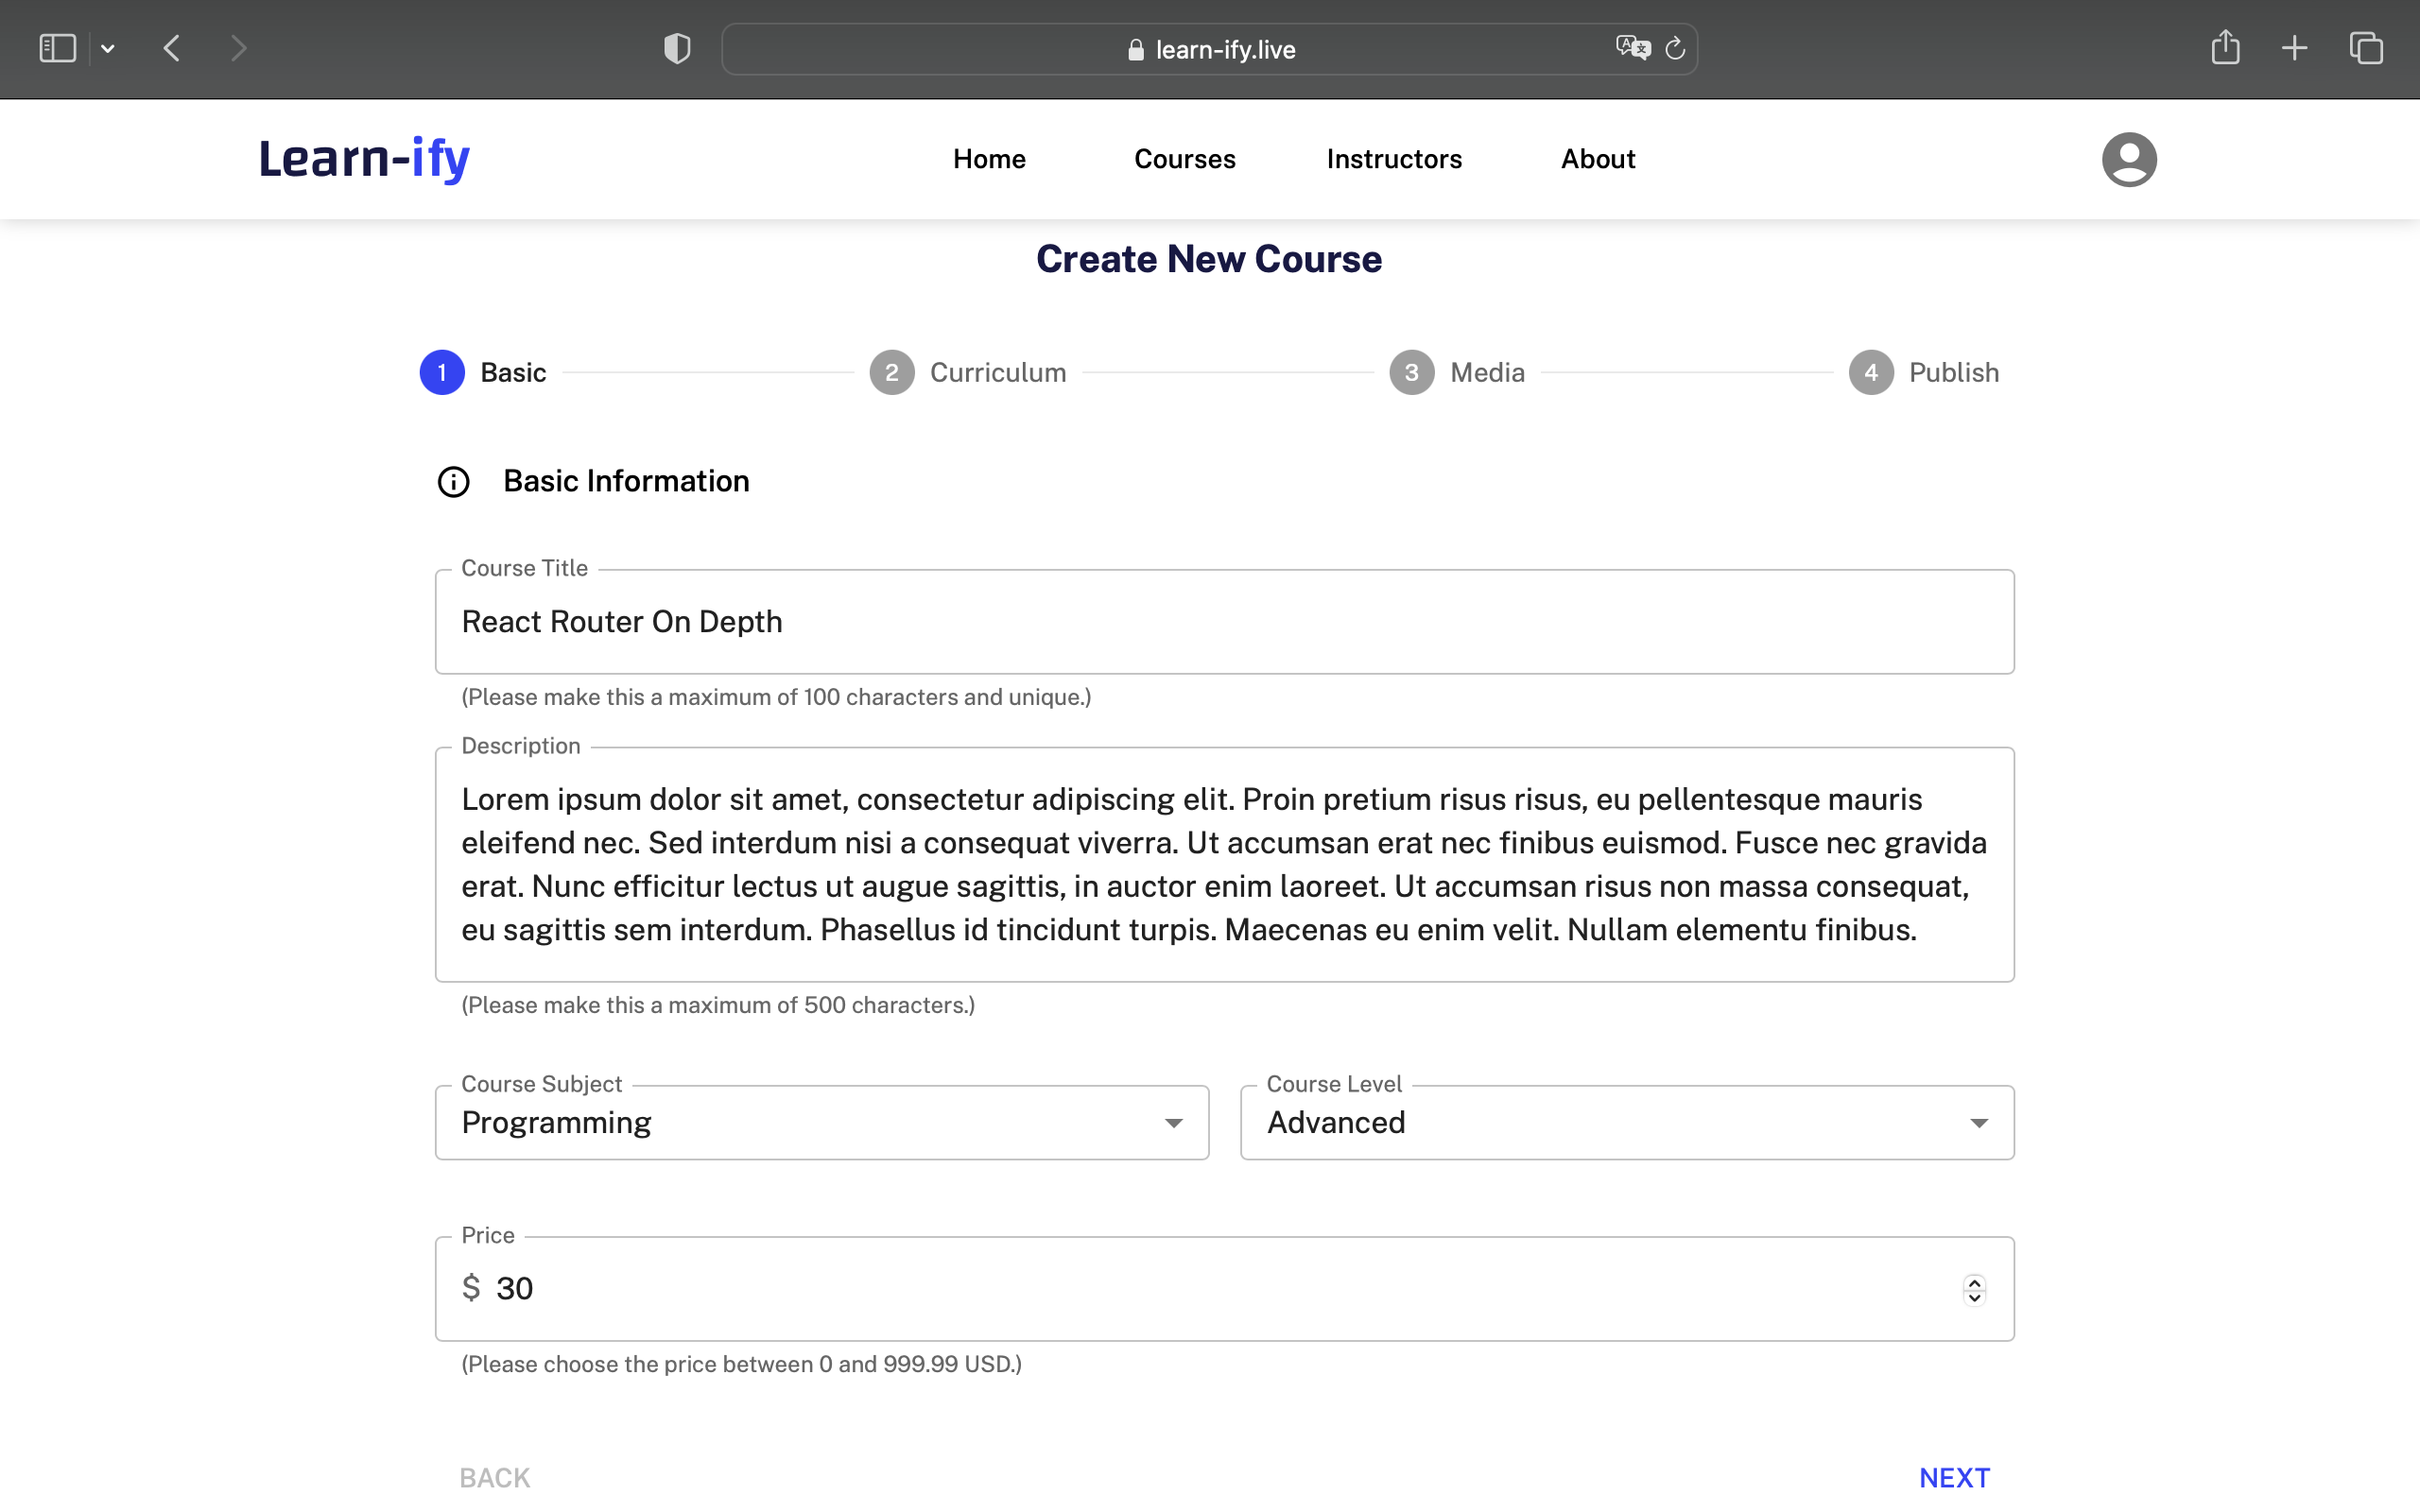 learn-ify.live
Learn-ify
Home Courses Instructors About
Create New Course
1 Basic 2 Curriculum 3 Media 4 Publish
Basic Information
Course Title
React Router On Depth
(Please make this a maximum of 100 characters and unique.)
Description
Lorem ipsum dolor sit amet, consectetur adipiscing elit. Proin pretium risus risus, eu pellentesque mauris
eleifend nec. Sed interdum nisi a consequat viverra. Ut accumsan erat nec finibus euismod. Fusce nec gravida
erat. Nunc efficitur lectus ut augue sagittis, in auctor enim laoreet. Ut accumsan risus non massa consequat,
eu sagittis sem interdum. Phasellus id tincidunt turpis. Maecenas eu enim velit. Nullam elementu finibus.
(Please make this a maximum of 500 characters.)
Course Subject Course Level
Programming Advanced
Price
$ 30
(Please choose the price between 0 and 999.99 USD.)
BACK NEXT